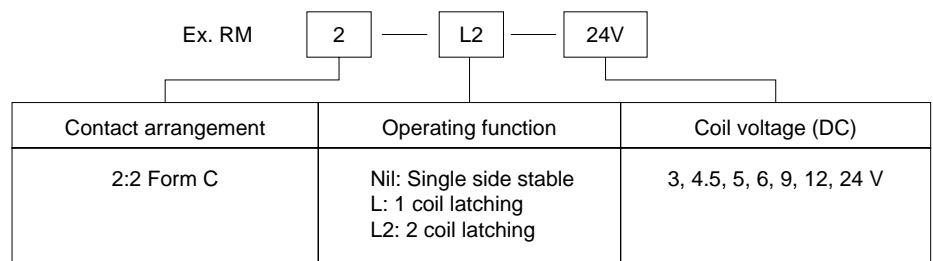 Ex. RM 2 L2 24V
Contact arrangement Operating function Coil voltage (DC)
2:2 Form C Nil: Single side stable 3, 4.5, 5, 6, 9, 12, 24 V
L: 1 coil latching
L2: 2 coil latching